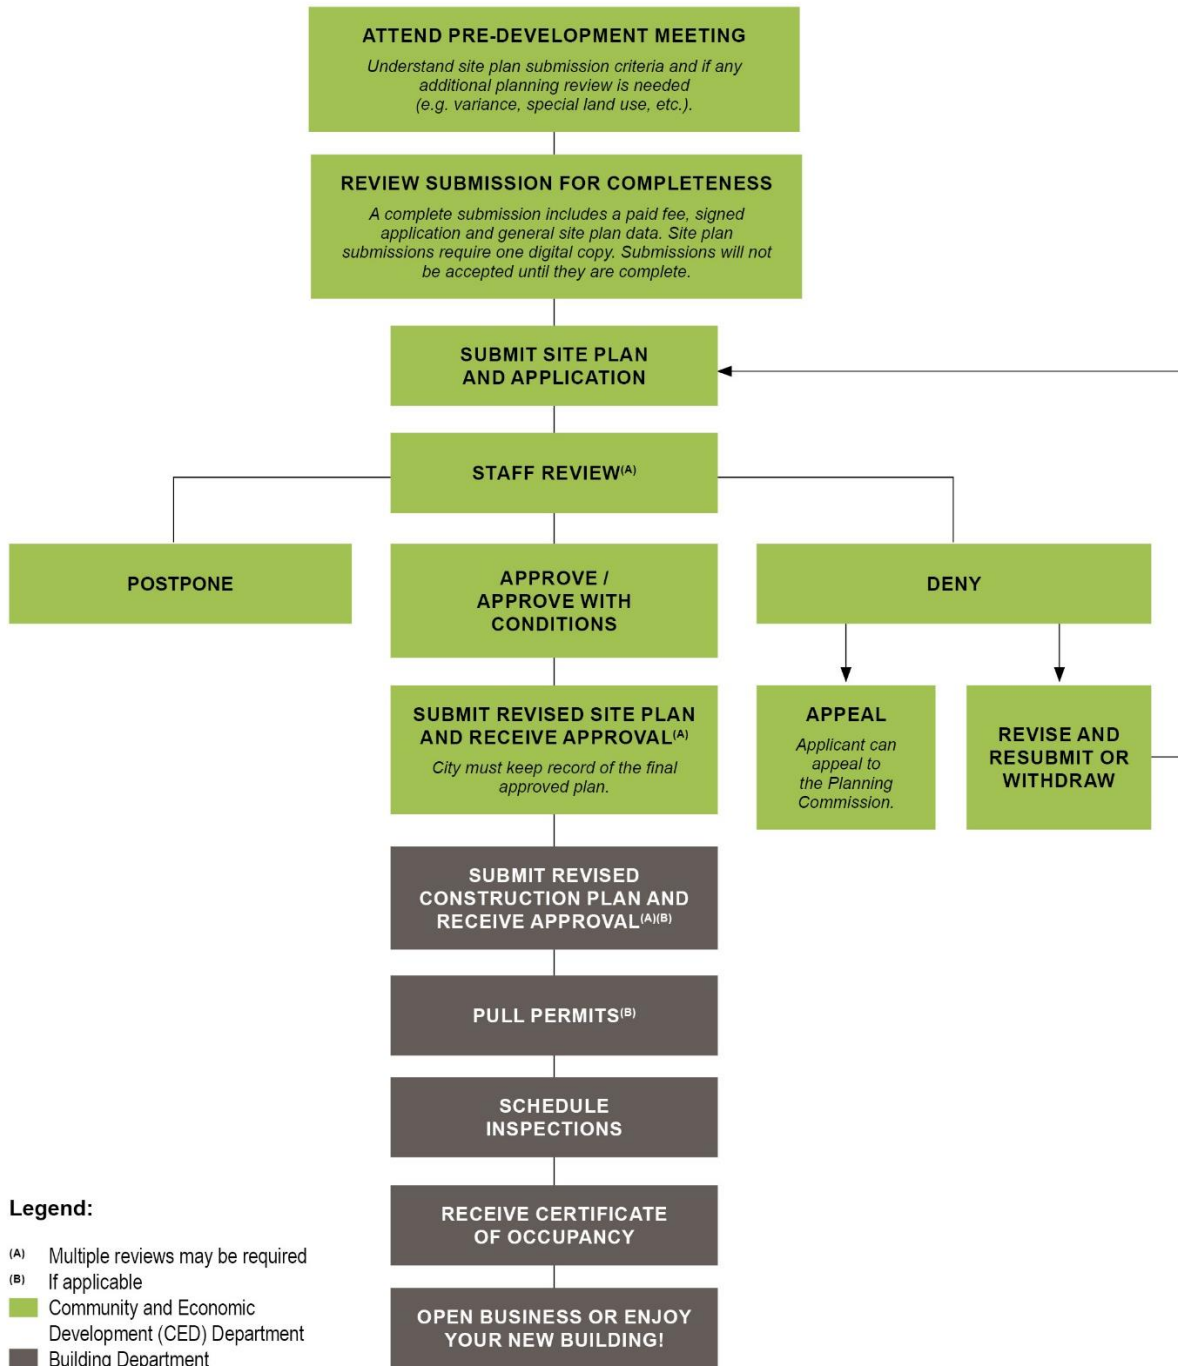 ATTEND PRE-DEVELOPMENT MEETING
Understand site plan submission criteria and if any
additional planning review is needed
(e.g. variance, special land use, etc.).
REVIEW SUBMISSION FOR COMPLETENESS
A complete submission includes a paid fee, signed
application and general site plan data. Site plan
submissions require one digital copy. Submissions will not
be accepted until they are complete.
SUBMIT SITE PLAN
AND APPLICATION
STAFF REVIEW(A)
POSTPONE
APPROVE /
APPROVE WITH
CONDITIONS
DENY
SUBMIT REVISED SITE PLAN
AND RECEIVE APPROVAL(A)
City must keep record of the final
approved plan.
APPEAL
Applicant can
appeal to
the Planning
Commission.
REVISE AND
RESUBMIT OR
WITHDRAW
SUBMIT REVISED
CONSTRUCTION PLAN AND
RECEIVE APPROVAL(A)(B)
PULL PERMITS(B)
SCHEDULE
INSPECTIONS
RECEIVE CERTIFICATE
OF OCCUPANCY
OPEN BUSINESS OR ENJOY
YOUR NEW BUILDING!
Legend:
(A) Multiple reviews may be required
(B) If applicable
Community and Economic
Development (CED) Department
Building Department